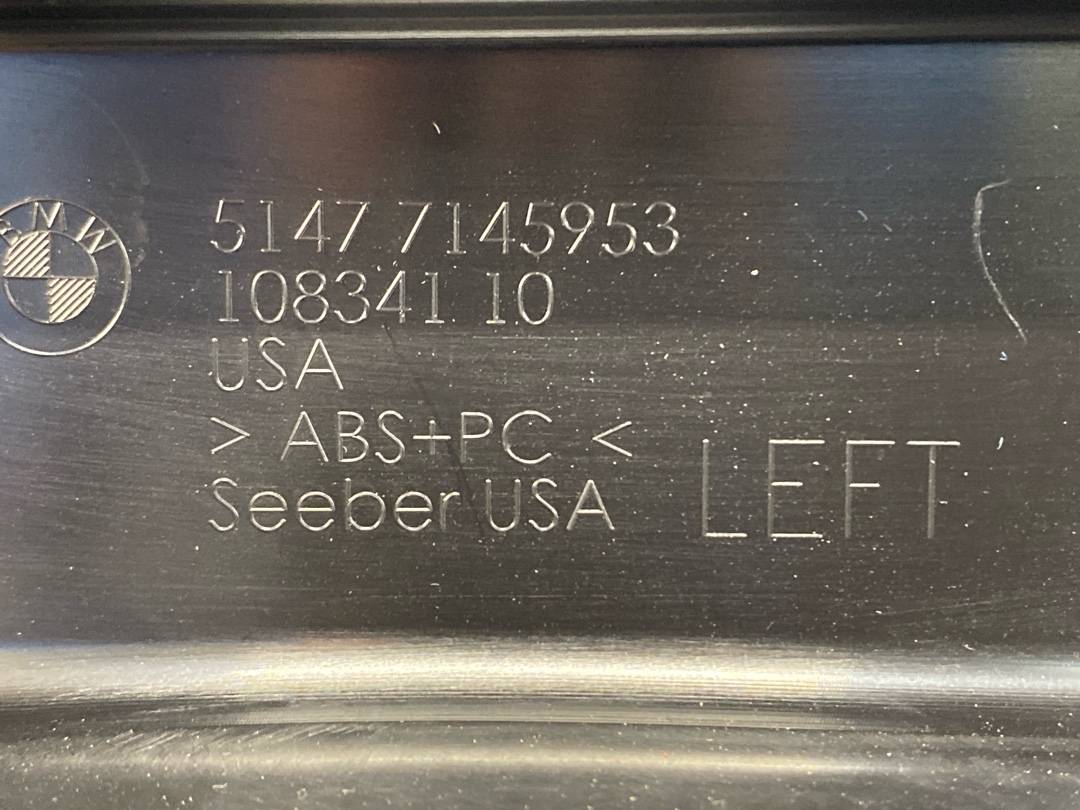 BMW
5147 7145953
108341 10
USA
> ABS+PC <
Seeber USA
LEFT